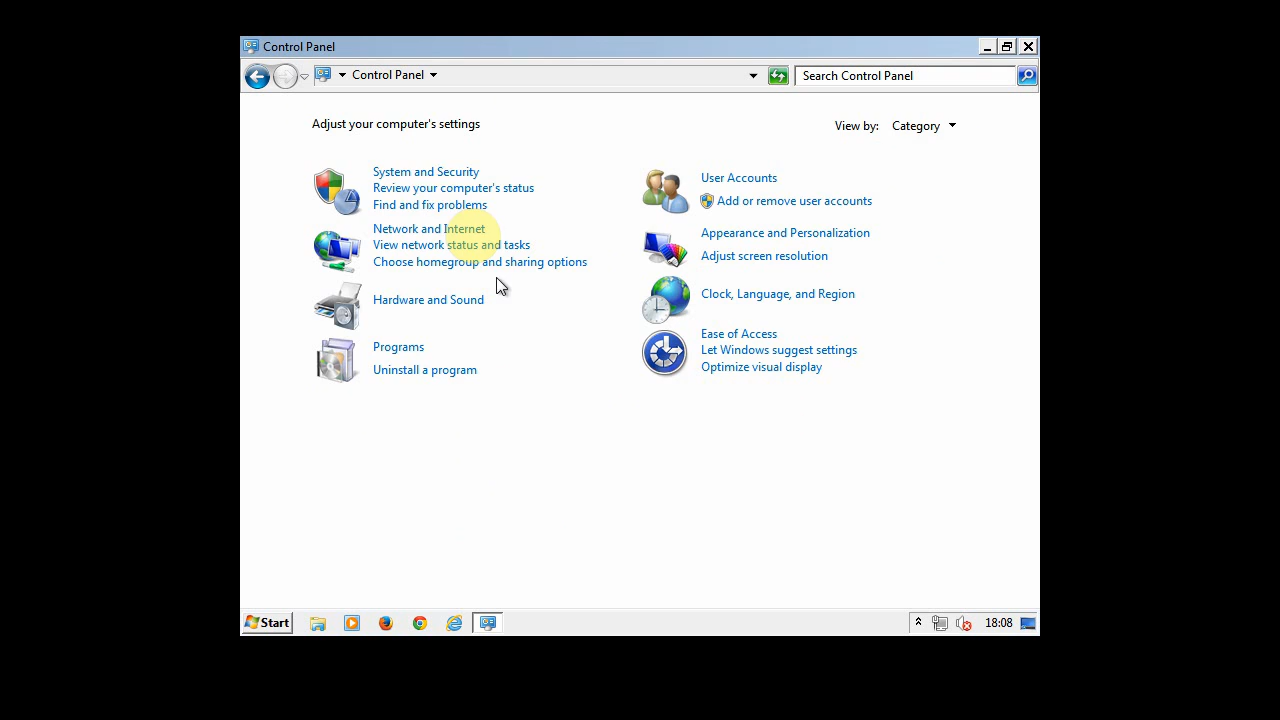 Control Panel
Control Panel
Search Control Panel
Adjust your computer's settings
View by: Category
System and Security
Review your computer's status
Find and fix problems
Network and Internet
View network status and tasks
Choose homegroup and sharing options
Hardware and Sound
Programs
Uninstall a program
User Accounts
Add or remove user accounts
Appearance and Personalization
Adjust screen resolution
Clock, Language, and Region
Ease of Access
Let Windows suggest settings
Optimize visual display
Start
18:08